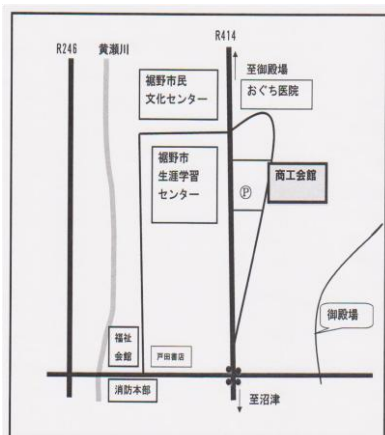 R414
R246
黄瀬川
至御殿場
裾野市民
文化センター
おぐち医院
裾野市
生涯学習
センター
Ⓟ
商工会館
御殿場
福祉
会館
戸田書店
消防本部
至沼津